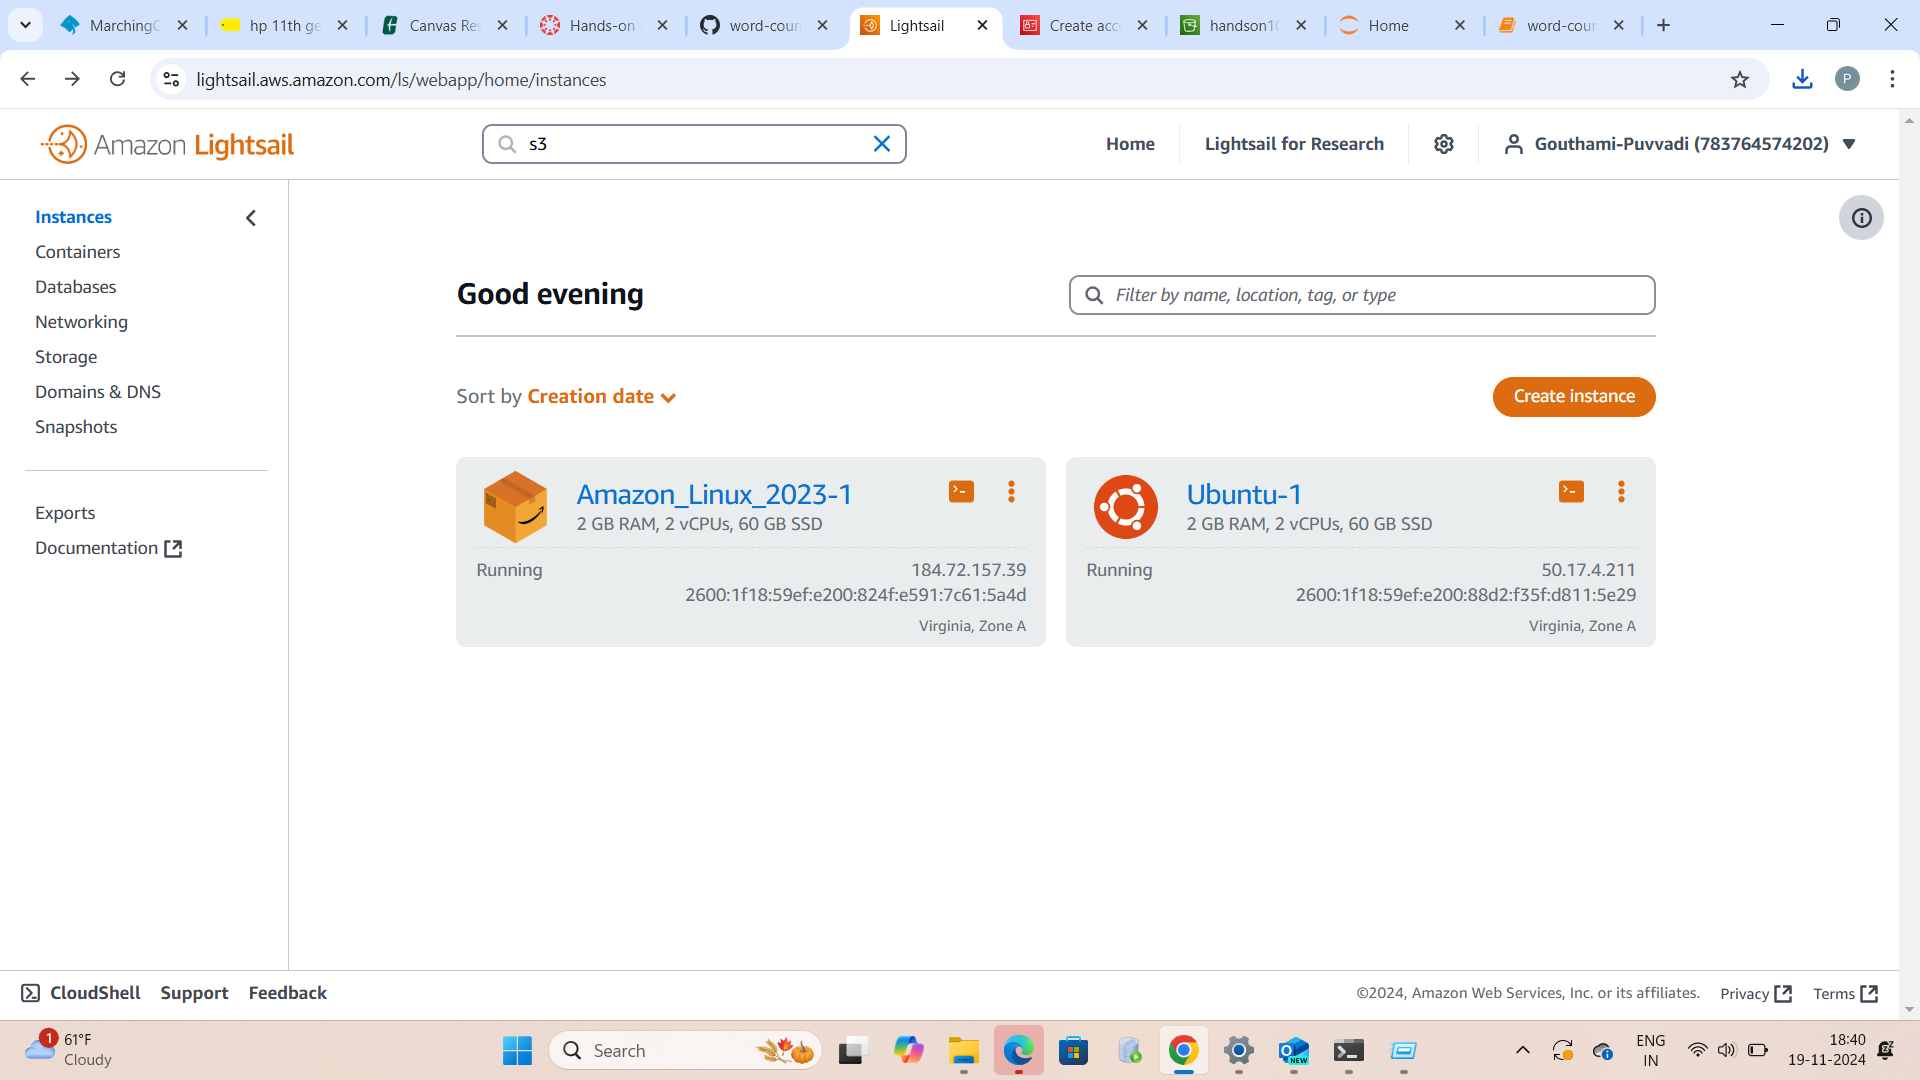 MarchingC
hp 11th ge
Canvas Res
Hands-on
word-coun
Lightsail
Create acc
handson10
Home
word-coun
lightsail.aws.amazon.com/ls/webapp/home/instances
P
Amazon Lightsail
s3
Home
Lightsail for Research
Gouthami-Puvvadi (783764574202)
Instances
Containers
Databases
Networking
Storage
Domains & DNS
Snapshots
Exports
Documentation
Good evening
Filter by name, location, tag, or type
Sort by Creation date
Create instance
Amazon_Linux_2023-1
2 GB RAM, 2 vCPUs, 60 GB SSD
Running
184.72.157.39
2600:1f18:59ef:e200:824f:e591:7c61:5a4d
Virginia, Zone A
Ubuntu-1
2 GB RAM, 2 vCPUs, 60 GB SSD
Running
50.17.4.211
2600:1f18:59ef:e200:88d2:f35f:d811:5e29
Virginia, Zone A
CloudShell
Support
Feedback
©2024, Amazon Web Services, Inc. or its affiliates.
Privacy
Terms
1
61°F
Cloudy
Search
NEW
ENG
IN
18:40
19-11-2024